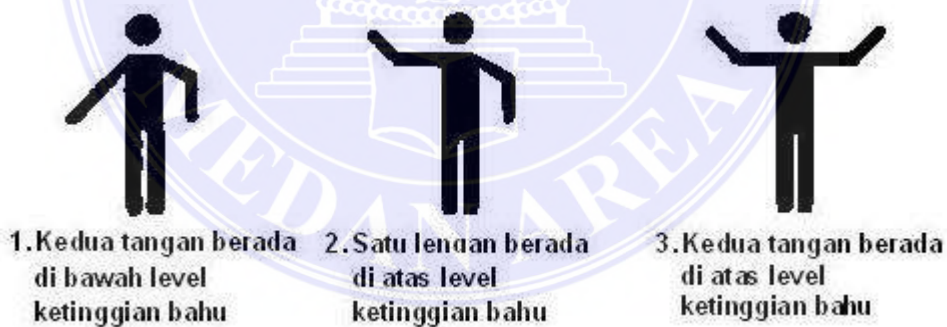 MEDAN AREA
1. Kedua tangan berada
di bawah level
ketinggian bahu
2. Satu lengan berada
di atas level
ketinggian bahu
3. Kedua tangan berada
di atas level
ketinggian bahu